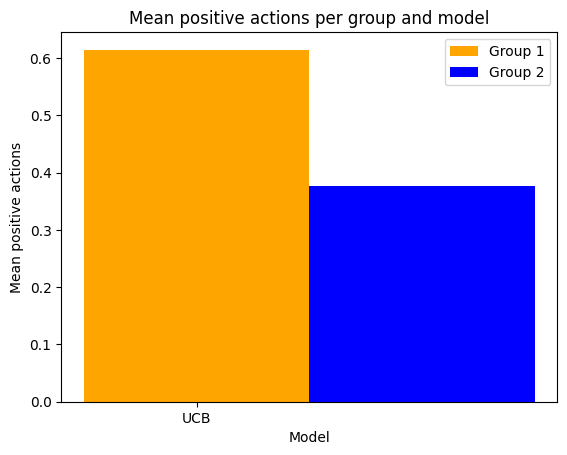 Mean positive actions per group and model
Group 1
Group 2
Mean positive actions
0.6
0.5
0.4
0.3
0.2
0.1
0.0
UCB
Model